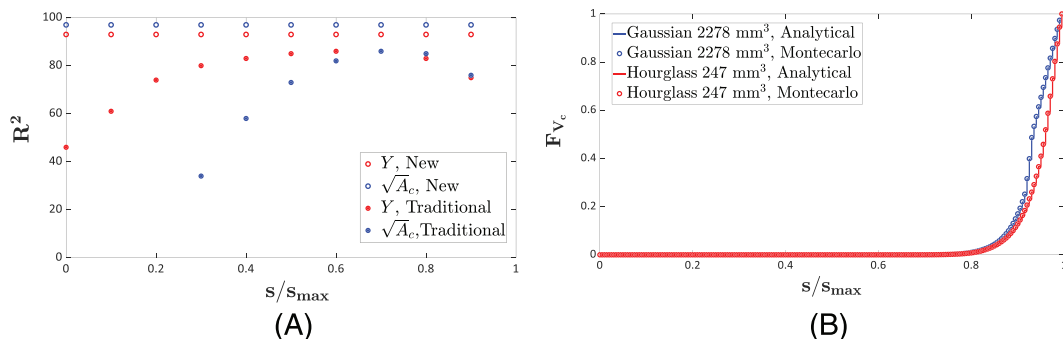 100
80
60
40
20
0
R²
0 0.2 0.4 0.6 0.8 1
s/s_max
Y, New
√A_c, New
Y, Traditional
√A_c,Traditional
(A)
1
0.8
0.6
0.4
0.2
0
F_{V_c}
Gaussian 2278 mm³, Analytical
Gaussian 2278 mm³, Montecarlo
Hourglass 247 mm³, Analytical
Hourglass 247 mm³, Montecarlo
0 0.2 0.4 0.6 0.8 1
s/s_max
(B)